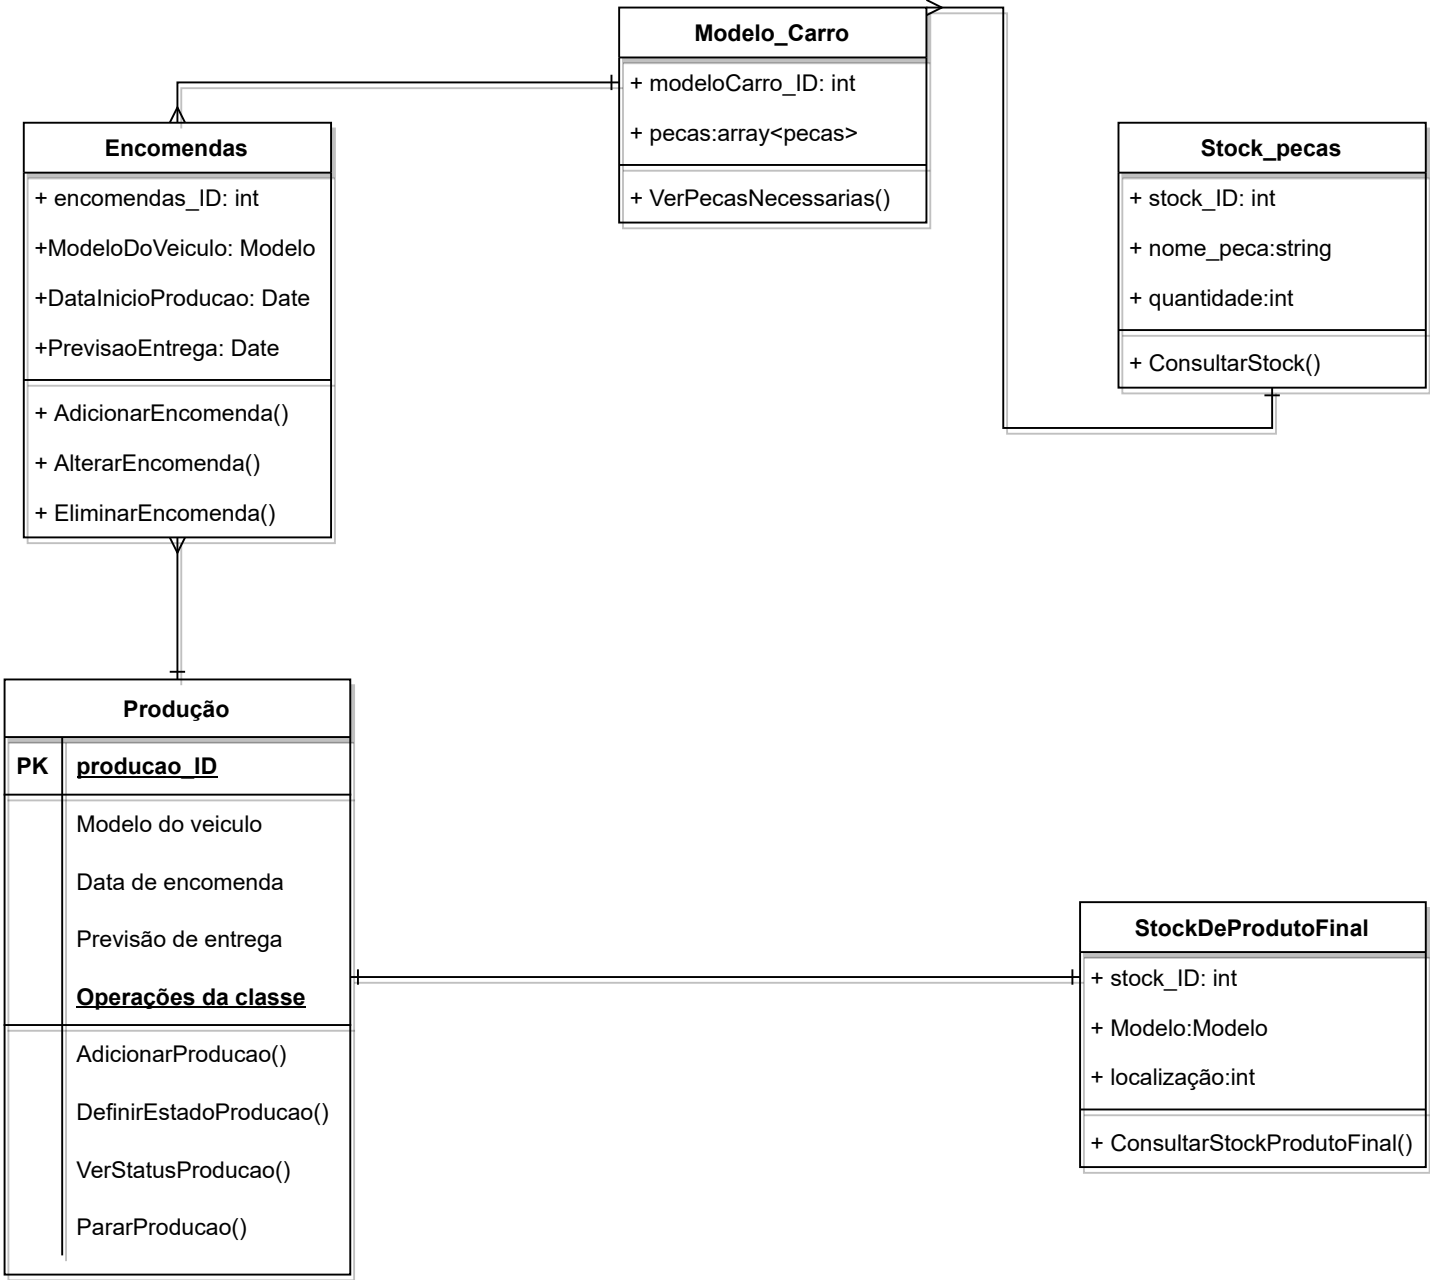 Modelo_Carro
+ modeloCarro_ID: int
+ pecas:array<pecas>
+ VerPecasNecessarias()
Encomendas
+ encomendas_ID: int
+ModeloDoVeiculo: Modelo
+DataInicioProducao: Date
+PrevisaoEntrega: Date
+ AdicionarEncomenda()
+ AlterarEncomenda()
+ EliminarEncomenda()
Stock_pecas
+ stock_ID: int
+ nome_peca:string
+ quantidade:int
+ ConsultarStock()
Produção
PK producao_ID
Modelo do veiculo
Data de encomenda
Previsão de entrega
Operações da classe
AdicionarProducao()
DefinirEstadoProducao()
VerStatusProducao()
PararProducao()
StockDeProdutoFinal
+ stock_ID: int
+ Modelo:Modelo
+ localização:int
+ ConsultarStockProdutoFinal()